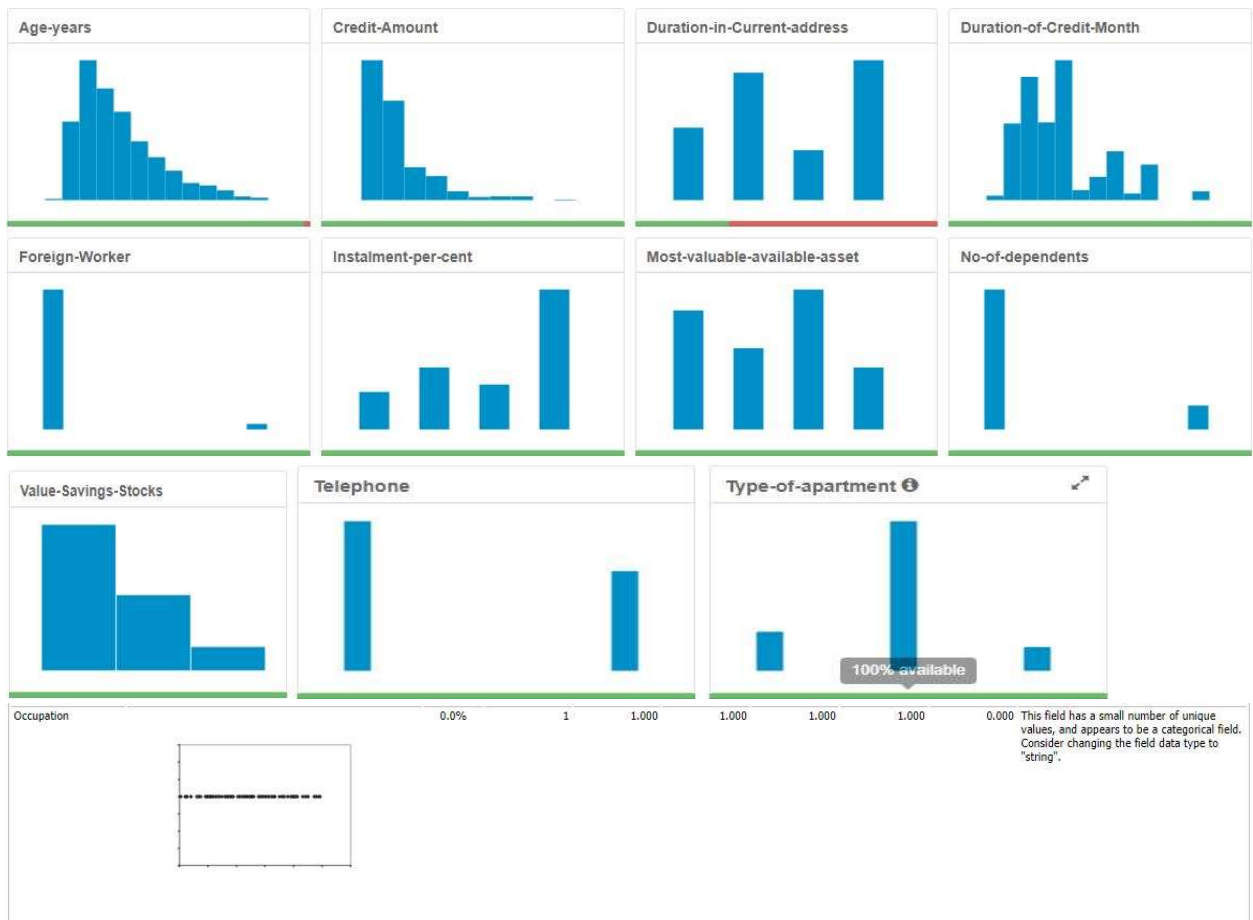 Age-years
Credit-Amount
Duration-in-Current-address
Duration-of-Credit-Month
Foreign-Worker
Instalment-per-cent
Most-valuable-available-asset
No-of-dependents
Value-Savings-Stocks
Telephone
Type-of-apartment
100% available
Occupation 0.0% 1 1.000 1.000 1.000 1.000 0.000 This field has a small number of unique
values, and appears to be a categorical field.
Consider changing the field data type to
"string".